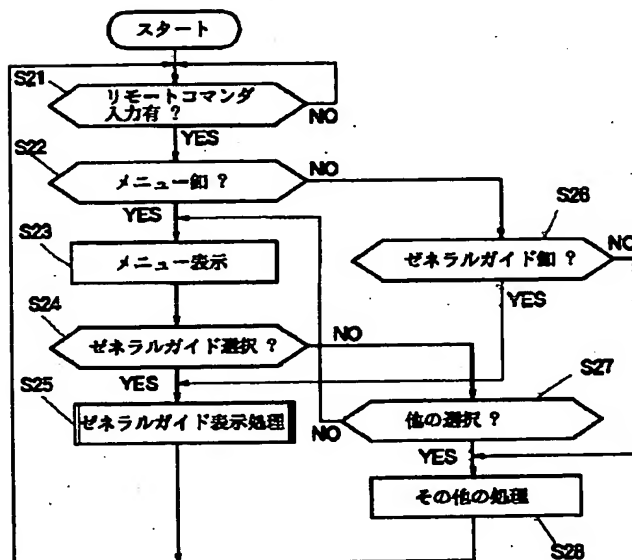 スタート
S21
リモートコマンダ
入力有 ?
NO
YES
S22
メニュー釦 ?
NO
YES
S26
S23
メニュー表示
ゼネラルガイド釦 ?
NO
YES
S24
ゼネラルガイド選択 ?
NO
YES
S27
S25
ゼネラルガイド表示処理
他の選択 ?
NO
YES
その他の処理
S28